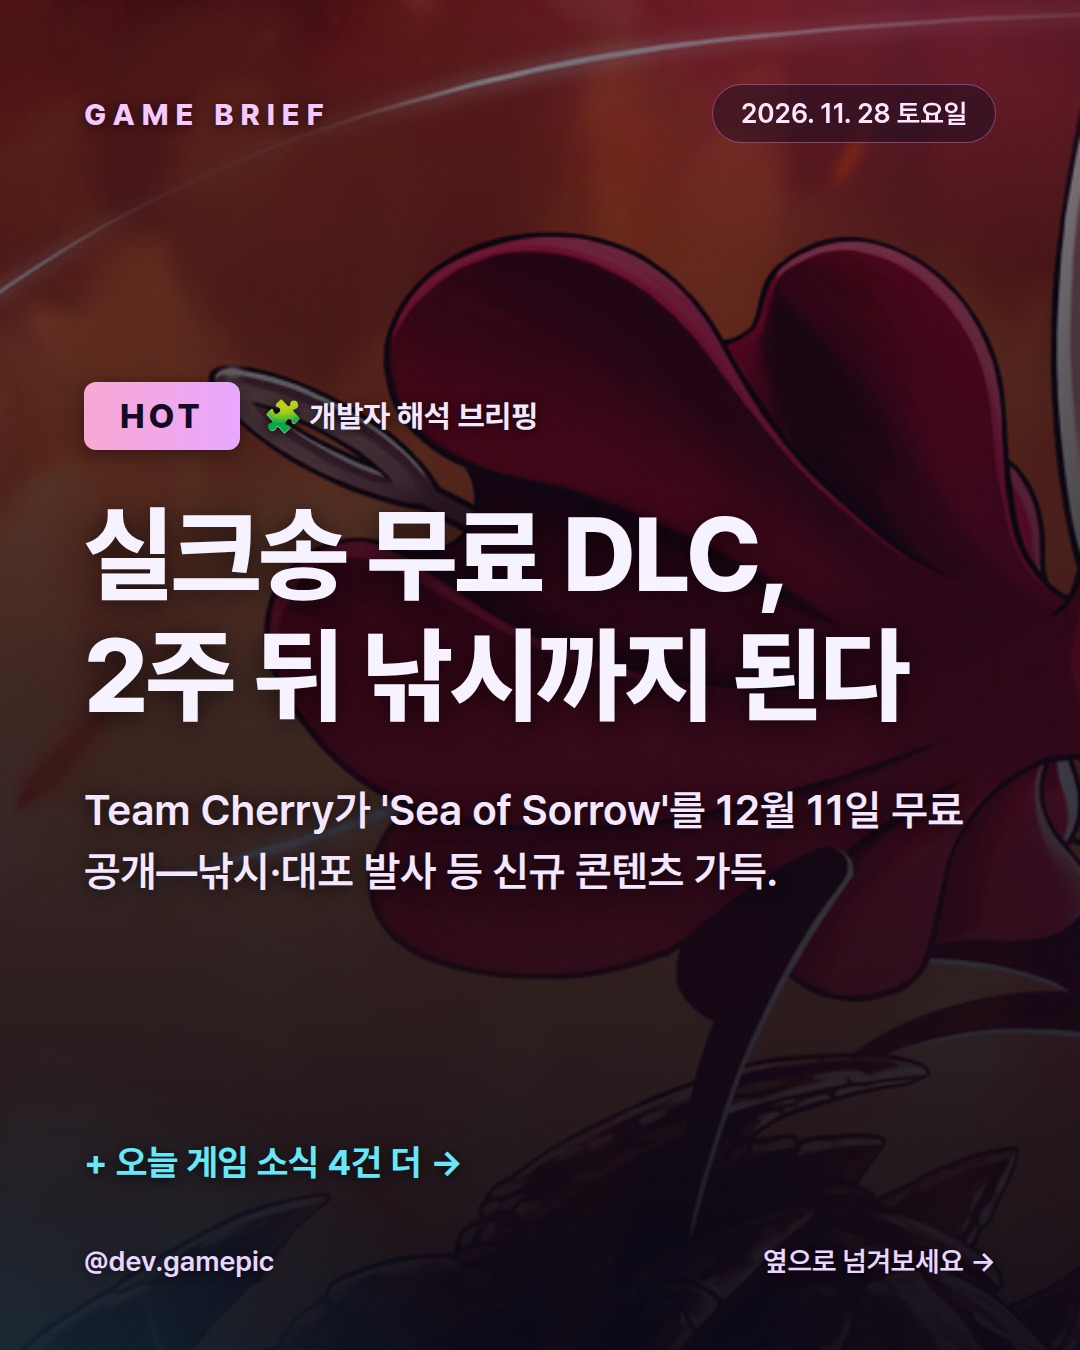 GAME BRIEF
2026. 11. 28 토요일
HOT
🧩 개발자 해석 브리핑
실크송 무료 DLC,
2주 뒤 낚시까지 된다
Team Cherry가 'Sea of Sorrow'를 12월 11일 무료
공개—낚시·대포 발사 등 신규 콘텐츠 가득.
+ 오늘 게임 소식 4건 더 →
@dev.gamepic
옆으로 넘겨보세요 →